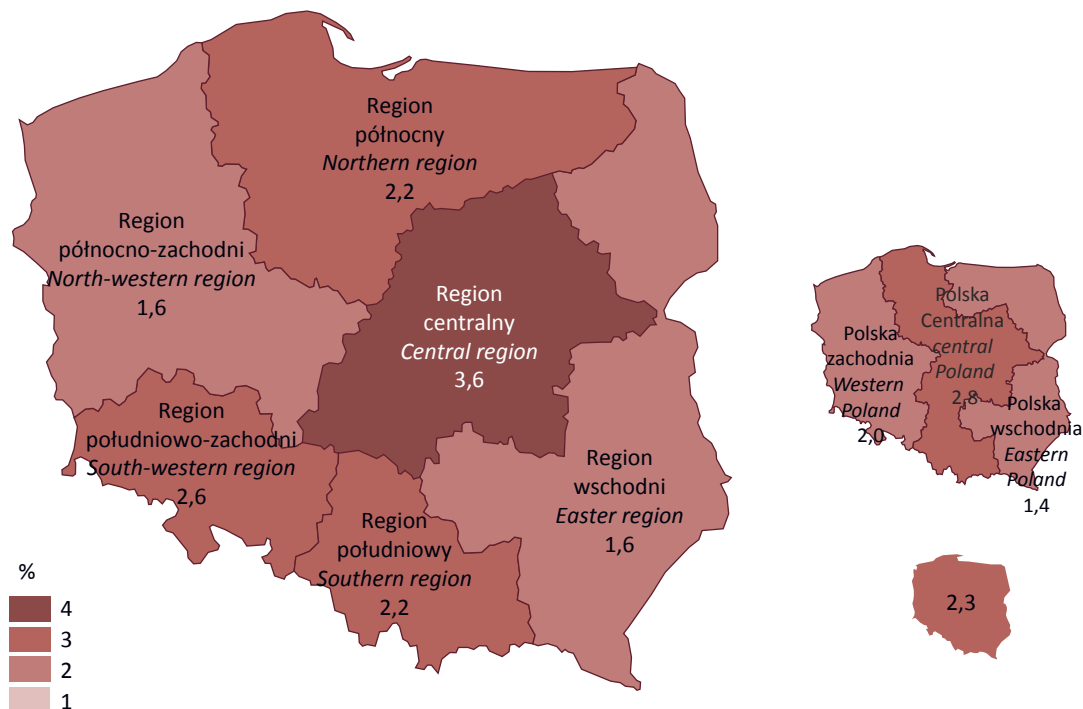 Region
północny
Northern region
2,2
Region
północno-zachodni
North-western region
1,6
Region
centralny
Central region
3,6
Region
południowo-zachodni
South-western region
2,6
Region
wschodni
Easter region
1,6
Region
południowy
Southern region
2,2
%
4
3
2
1
Polska
Centralna
central
Poland
2,8
Polska
zachodnia
Western
Poland
2,0
Polska
wschodnia
Eastern
Poland
1,4
2,3